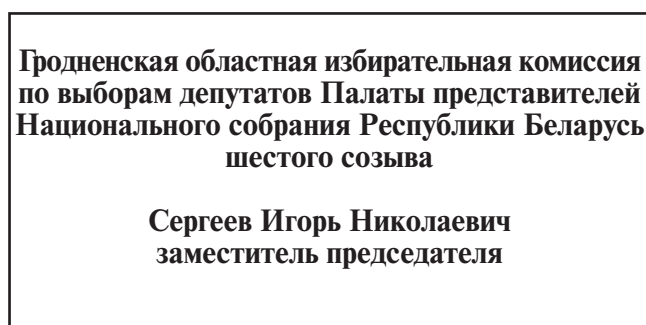 Гродненская областная избирательная комиссия
по выборам депутатов Палаты представителей
Национального собрания Республики Беларусь
шестого созыва
Сергеев Игорь Николаевич
заместитель председателя